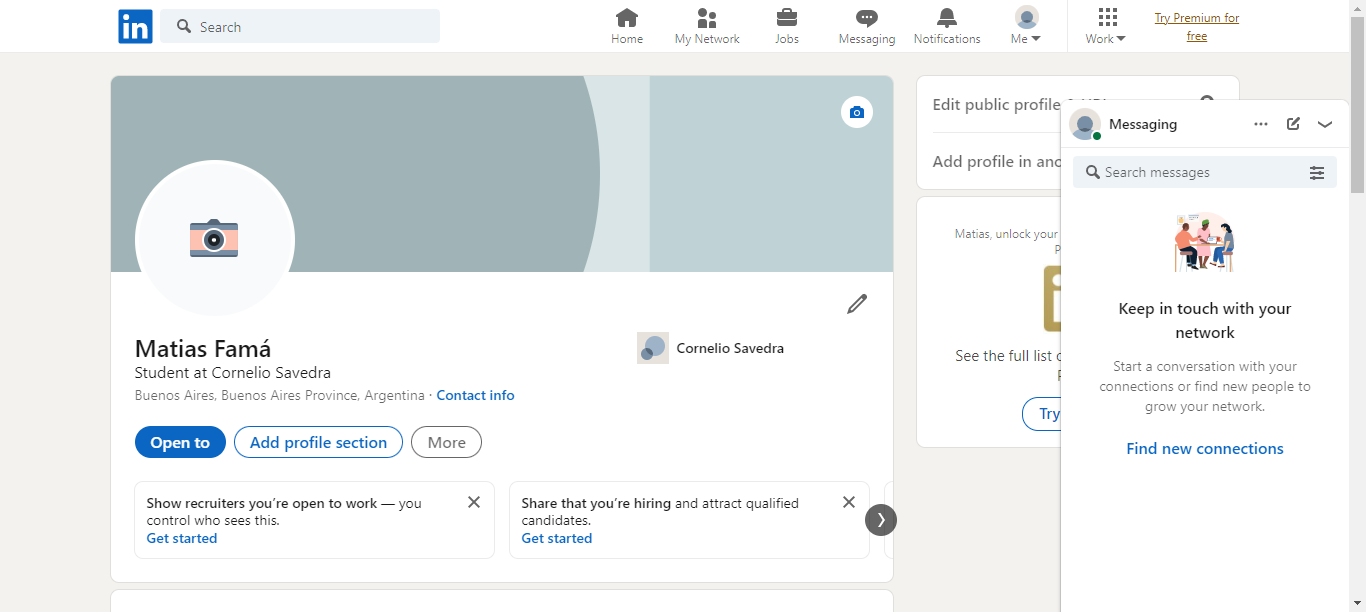 in
Search
Home
My Network
Jobs
Messaging
Notifications
Me
Work
Try Premium for
free
Edit public profile
Add profile in
Matias, unlock your
See the full list
Try
Messaging
Search messages
Keep in touch with your
network
Start a conversation with your
connections or find new people to
grow your network.
Find new connections
Matias Famá
Student at Cornelio Savedra
Buenos Aires, Buenos Aires Province, Argentina · Contact info
Cornelio Savedra
Open to
Add profile section
More
Show recruiters you're open to work — you
control who sees this.
Get started
Share that you're hiring and attract qualified
candidates.
Get started